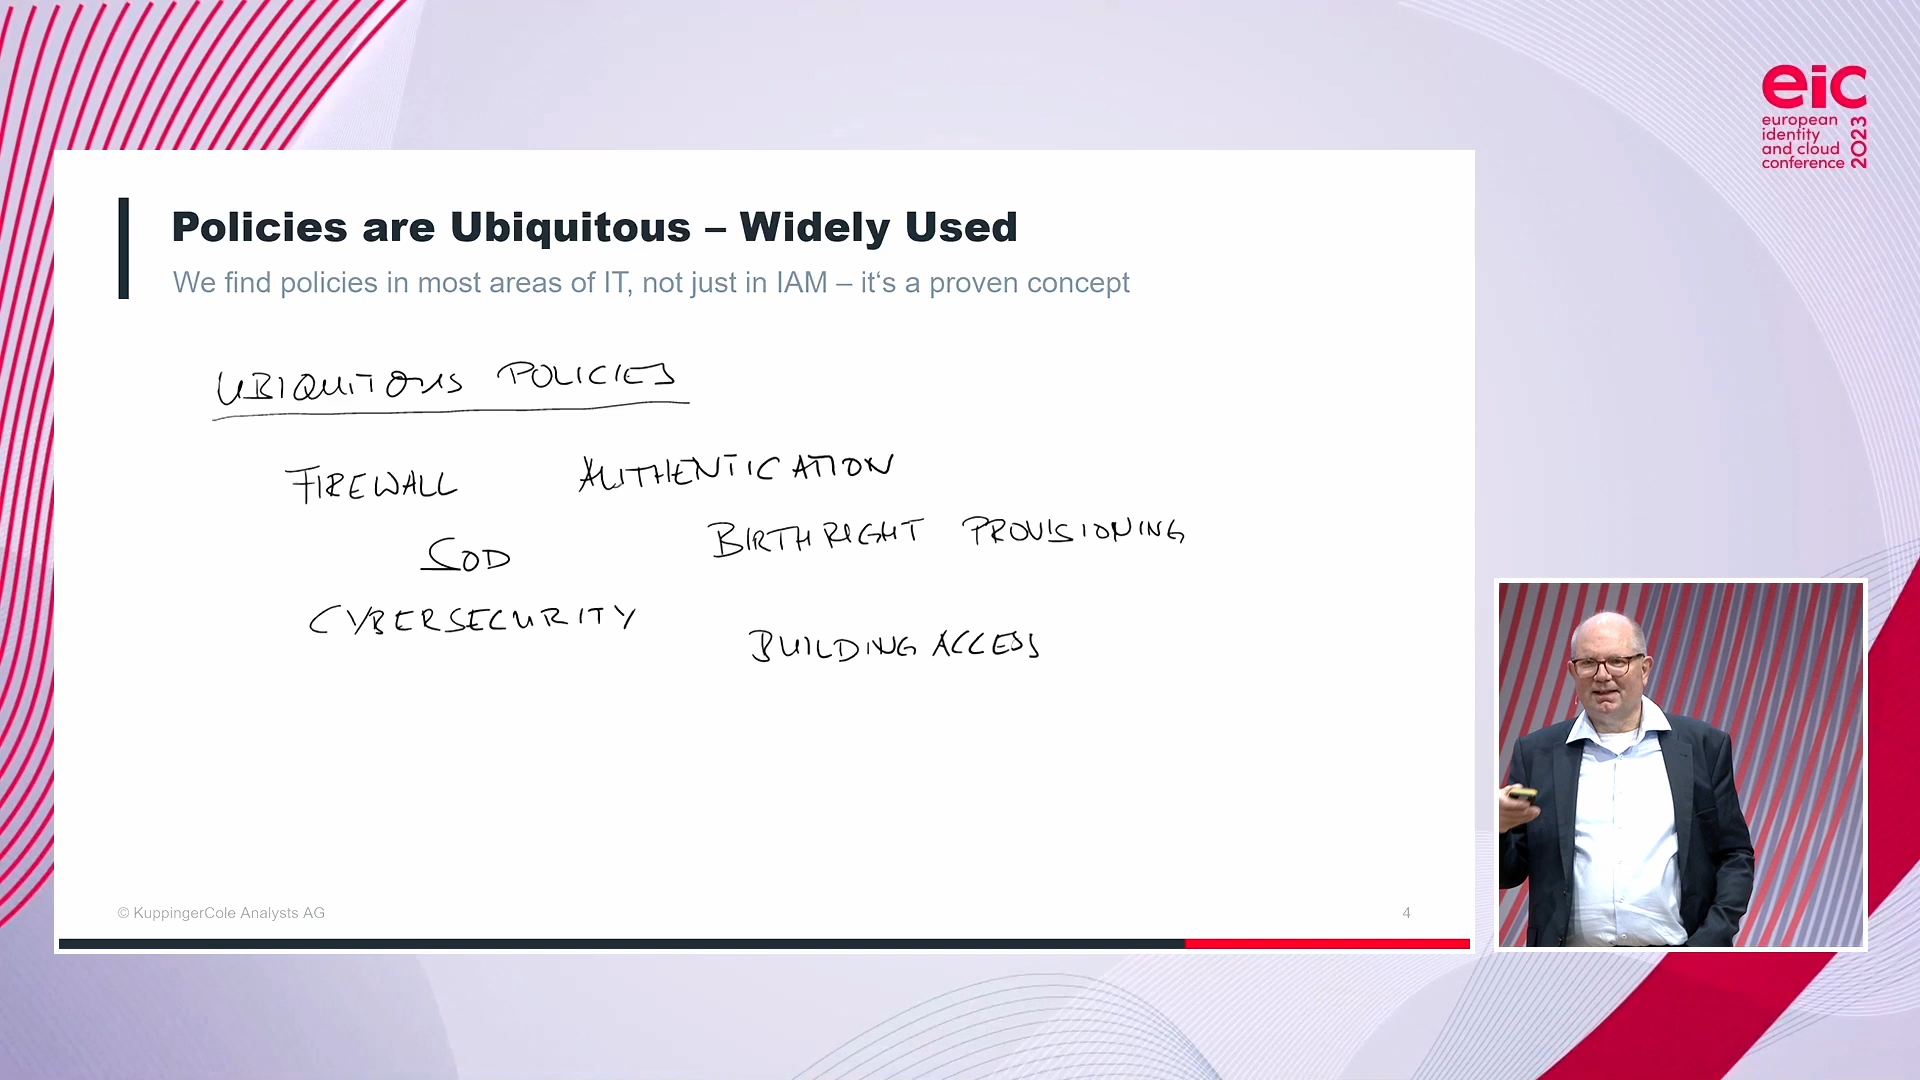 eic
european
identity
and cloud
conference
2023
Policies are Ubiquitous – Widely Used
We find policies in most areas of IT, not just in IAM – it‘s a proven concept
UBIQUITOUS POLICIES
FIREWALL
AUTHENTICATION
SOD
BIRTHRIGHT PROVISIONING
CYBERSECURITY
BUILDING ACCESS
© KuppingerCole Analysts AG
4